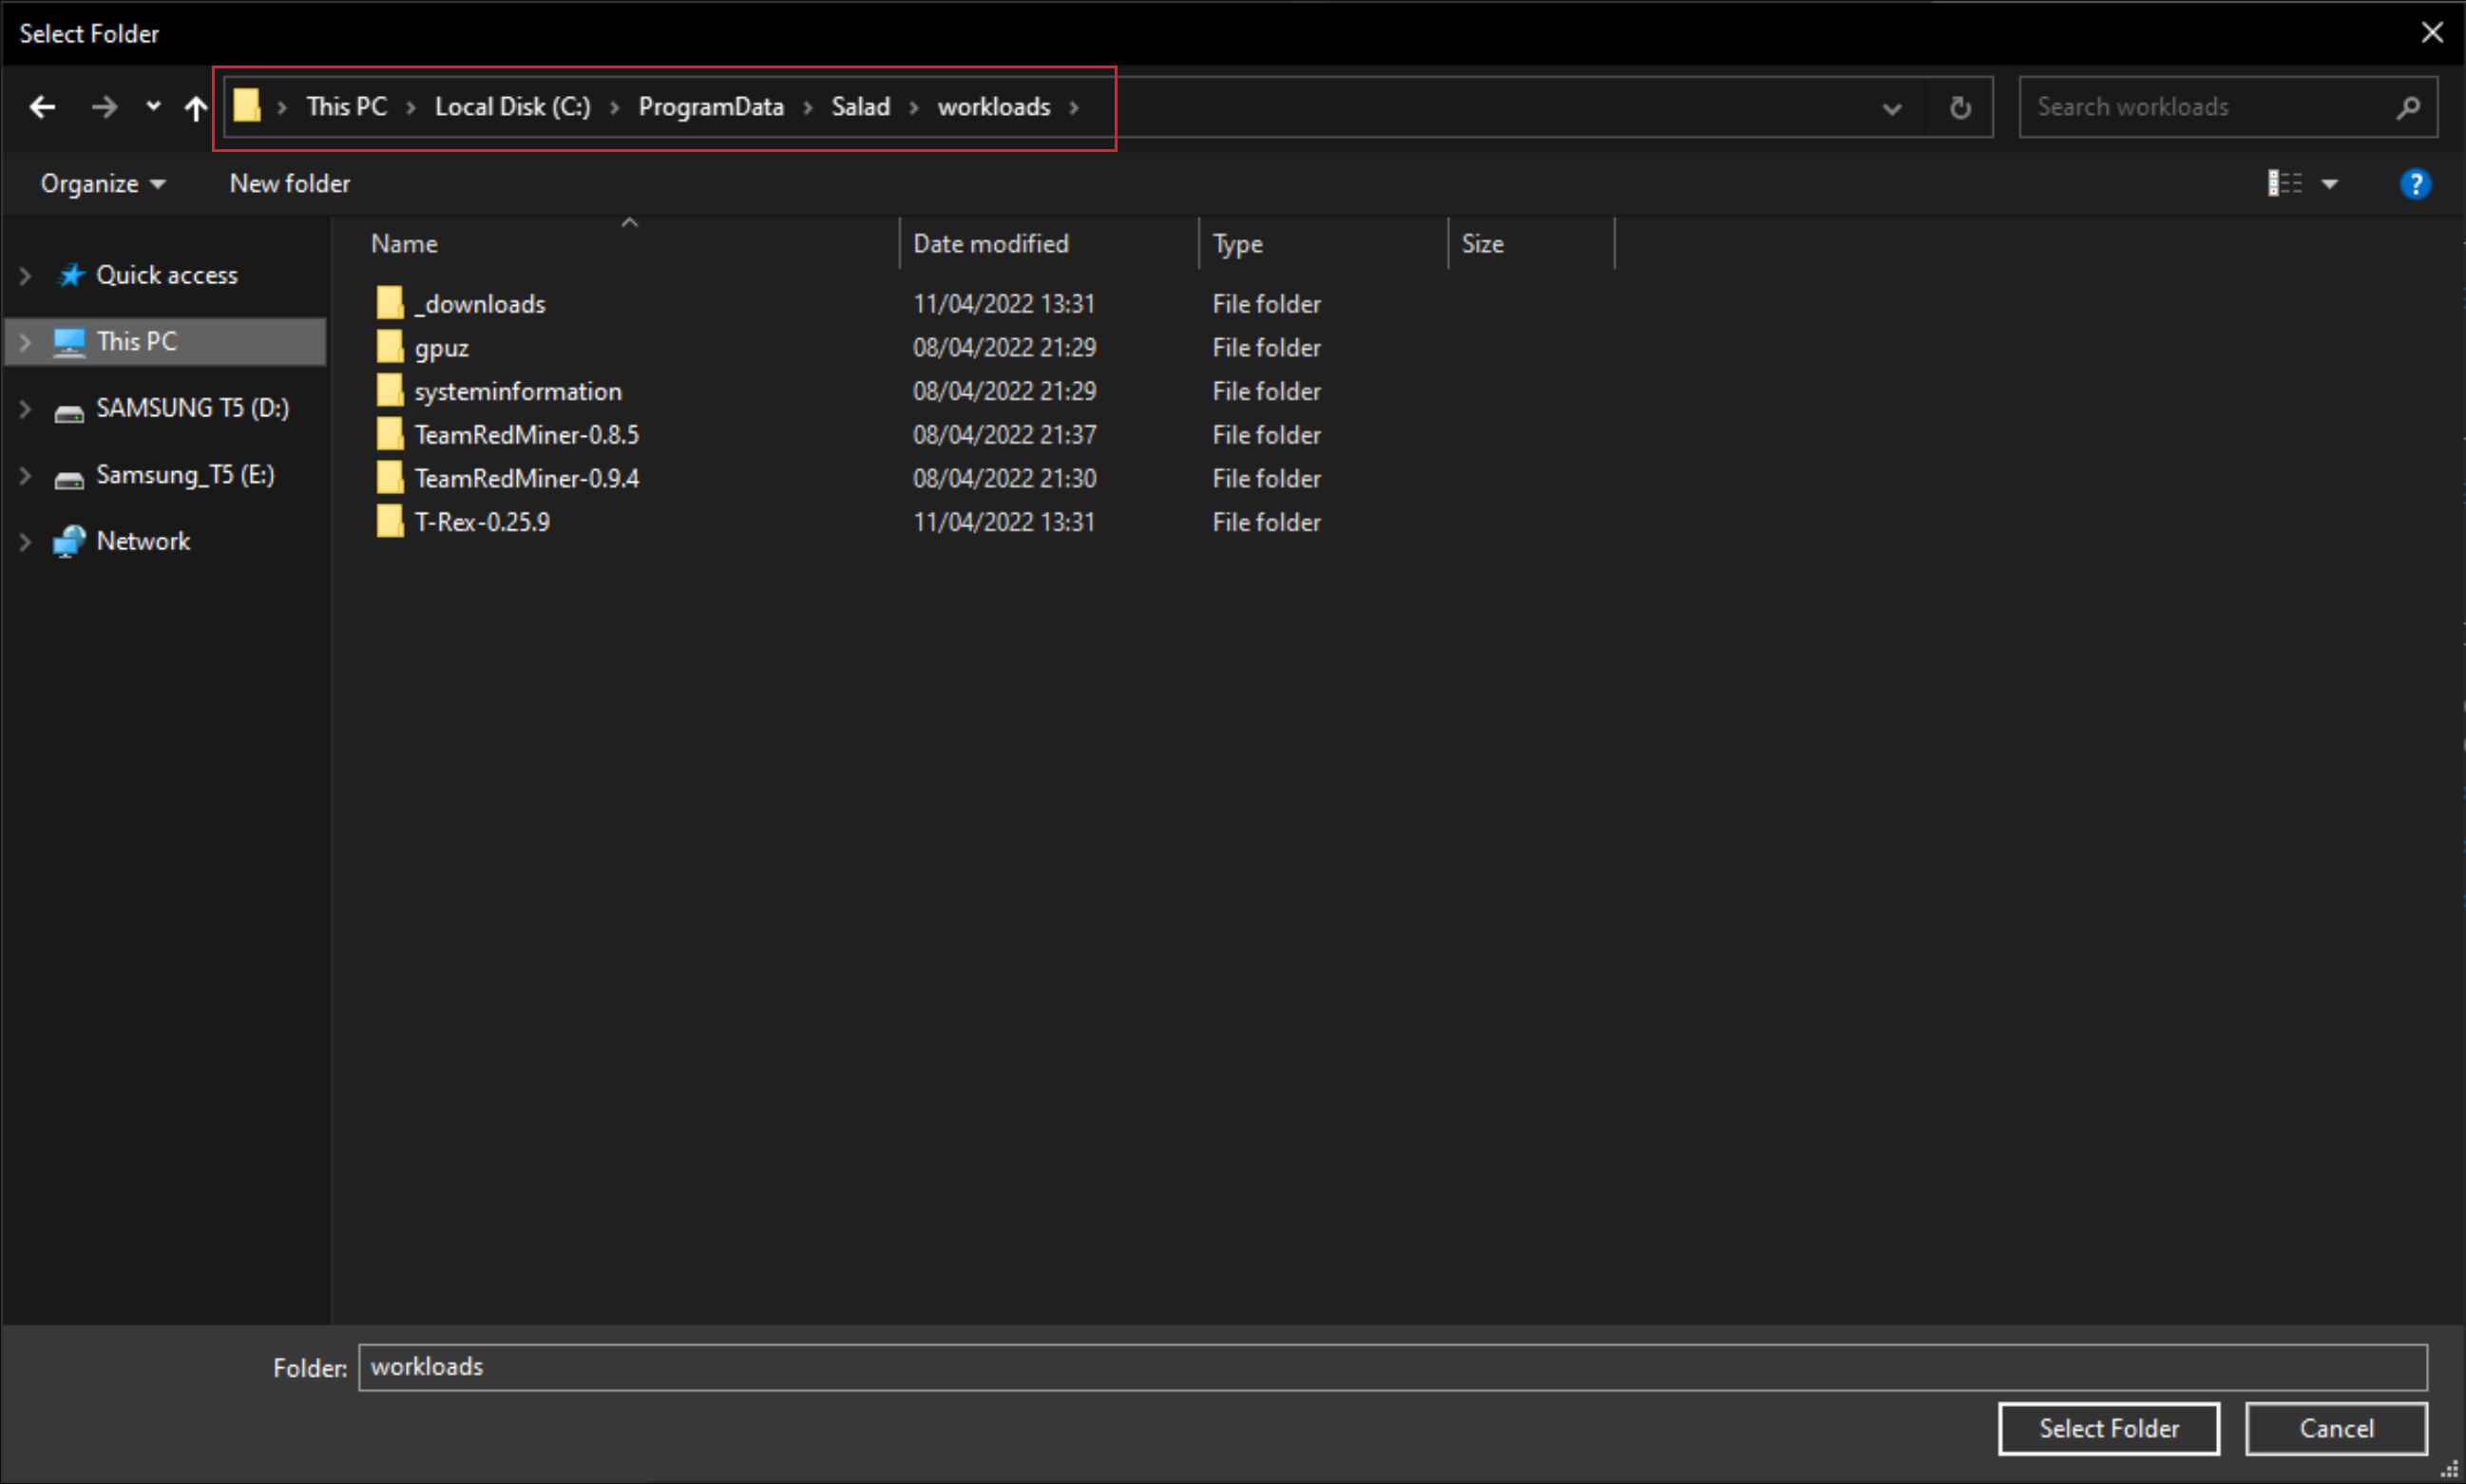 Select Folder
This PC Local Disk (C:) ProgramData Salad workloads Search workloads
Organize New folder ?
Name Date modified Type Size
Quick access
This PC
SAMSUNG T5 (D:)
Samsung_T5 (E:)
Network
_downloads 11/04/2022 13:31 File folder
gpuz 08/04/2022 21:29 File folder
systeminformation 08/04/2022 21:29 File folder
TeamRedMiner-0.8.5 08/04/2022 21:37 File folder
TeamRedMiner-0.9.4 08/04/2022 21:30 File folder
T-Rex-0.25.9 11/04/2022 13:31 File folder
Folder: workloads
Select Folder Cancel